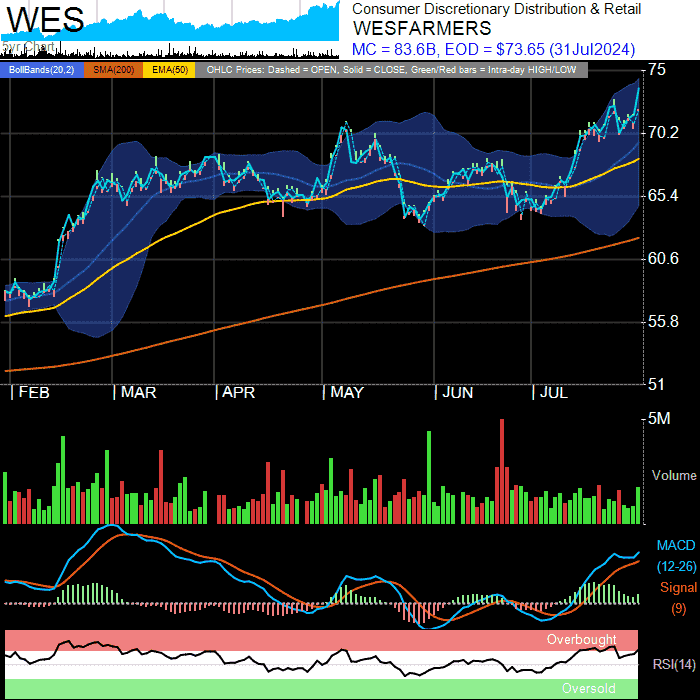 WES
5yr Chart
Consumer Discretionary Distribution & Retail
WESFARMERS
MC = 83.6B, EOD = $73.65 (31Jul2024)
BollBands(20,2) SMA(200) EMA(50) OHLC Prices: Dashed = OPEN, Solid = CLOSE, Green/Red bars = Intra-day HIGH/LOW
75
70.2
65.4
60.6
55.8
51
FEB MAR APR MAY JUN JUL
5M
Volume
MACD
(12-26)
Signal
(9)
Overbought
RSI(14)
Oversold